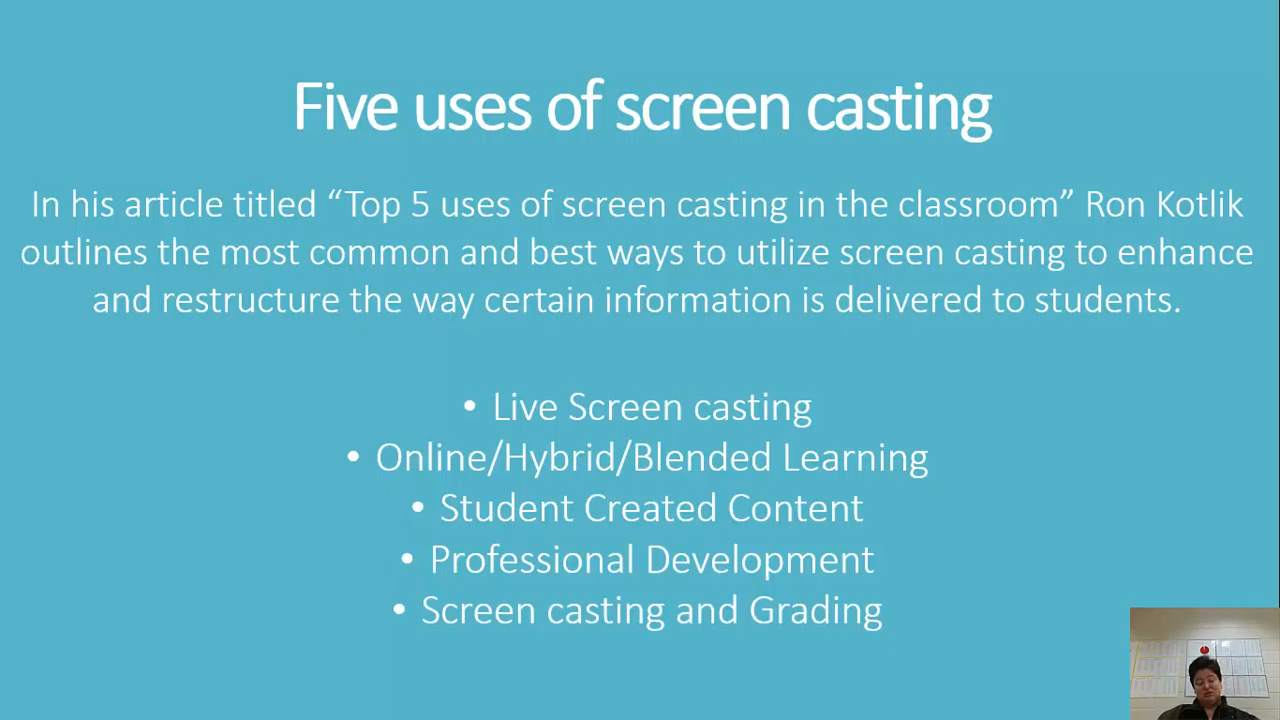 Five uses of screen casting
In his article titled “Top 5 uses of screen casting in the classroom” Ron Kotlik
outlines the most common and best ways to utilize screen casting to enhance
and restructure the way certain information is delivered to students.
• Live Screen casting
• Online/Hybrid/Blended Learning
• Student Created Content
• Professional Development
• Screen casting and Grading